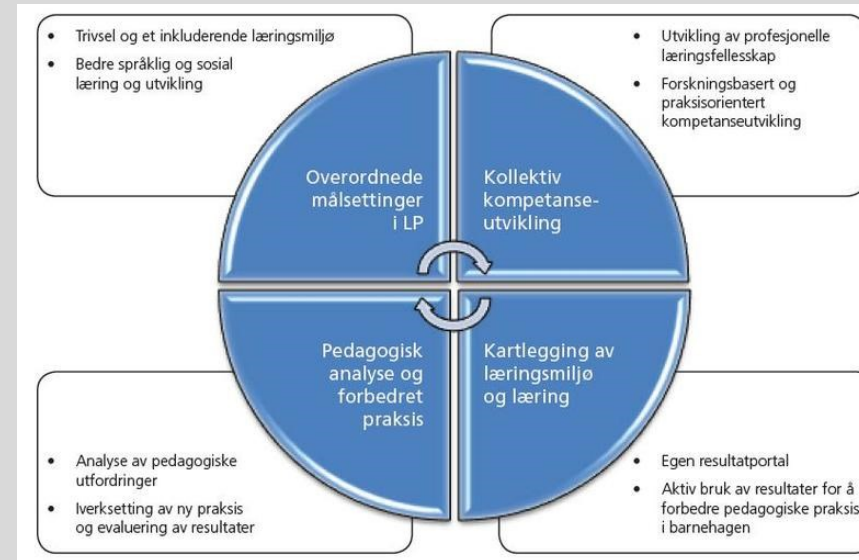 • Trivsel og et inkluderende læringsmiljø
• Bedre språklig og sosial
læring og utvikling
• Utvikling av profesjonelle
læringsfellesskap
• Forskningsbasert og
praksisorientert
kompetanseutvikling
Overordnede
målsettinger
i LP
Kollektiv
kompetanse-
utvikling
Pedagogisk
analyse og
forbedret
praksis
Kartlegging av
læringsmiljø
og læring
• Analyse av pedagogiske
utfordringer
• Iverksetting av ny praksis
og evaluering av resultater
• Egen resultatportal
• Aktiv bruk av resultater for å
forbedre pedagogiske praksis
i barnehagen